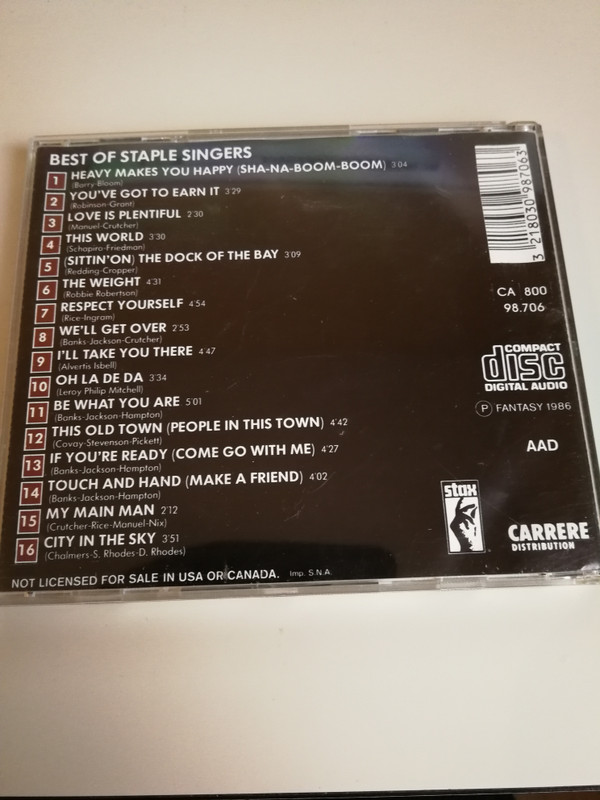 BEST OF STAPLE SINGERS
1 HEAVY MAKES YOU HAPPY (SHA-NA-BOOM-BOOM) 3'04
(Barry-Bloom)
2 YOU'VE GOT TO EARN IT 3'29
(Robinson-Grant)
3 LOVE IS PLENTIFUL 2'30
(Manuel-Crutcher)
4 THIS WORLD 3'30
(Schapiro-Friedman)
5 (SITTIN'ON) THE DOCK OF THE BAY 3'09
(Redding-Cropper)
6 THE WEIGHT 4'31
(Robbie Robertson)
7 RESPECT YOURSELF 4'54
(Rice-Ingram)
8 WE'LL GET OVER 2'53
(Banks-Jackson-Crutcher)
9 I'LL TAKE YOU THERE 4'47
(Alvertis Isbell)
10 OH LA DE DA 3'34
(Leroy Philip Mitchell)
11 BE WHAT YOU ARE 5'01
(Banks-Jackson-Hampton)
12 THIS OLD TOWN (PEOPLE IN THIS TOWN) 4'42
(Covay-Stevenson-Pickett)
13 IF YOU'RE READY (COME GO WITH ME) 4'27
(Banks-Jackson-Hampton)
14 TOUCH AND HAND (MAKE A FRIEND) 4'02
(Banks-Jackson-Hampton)
15 MY MAIN MAN 2'12
(Crutcher-Rice-Manuel-Nix)
16 CITY IN THE SKY 3'51
(Chalmers-S. Rhodes-D. Rhodes)
NOT LICENSED FOR SALE IN USA OR CANADA. Imp. S.N.A.
3 218030 987063
CA 800
98.706
COMPACT
disc
DIGITAL AUDIO
Ⓟ FANTASY 1986
AAD
stax
CARRERE
DISTRIBUTION